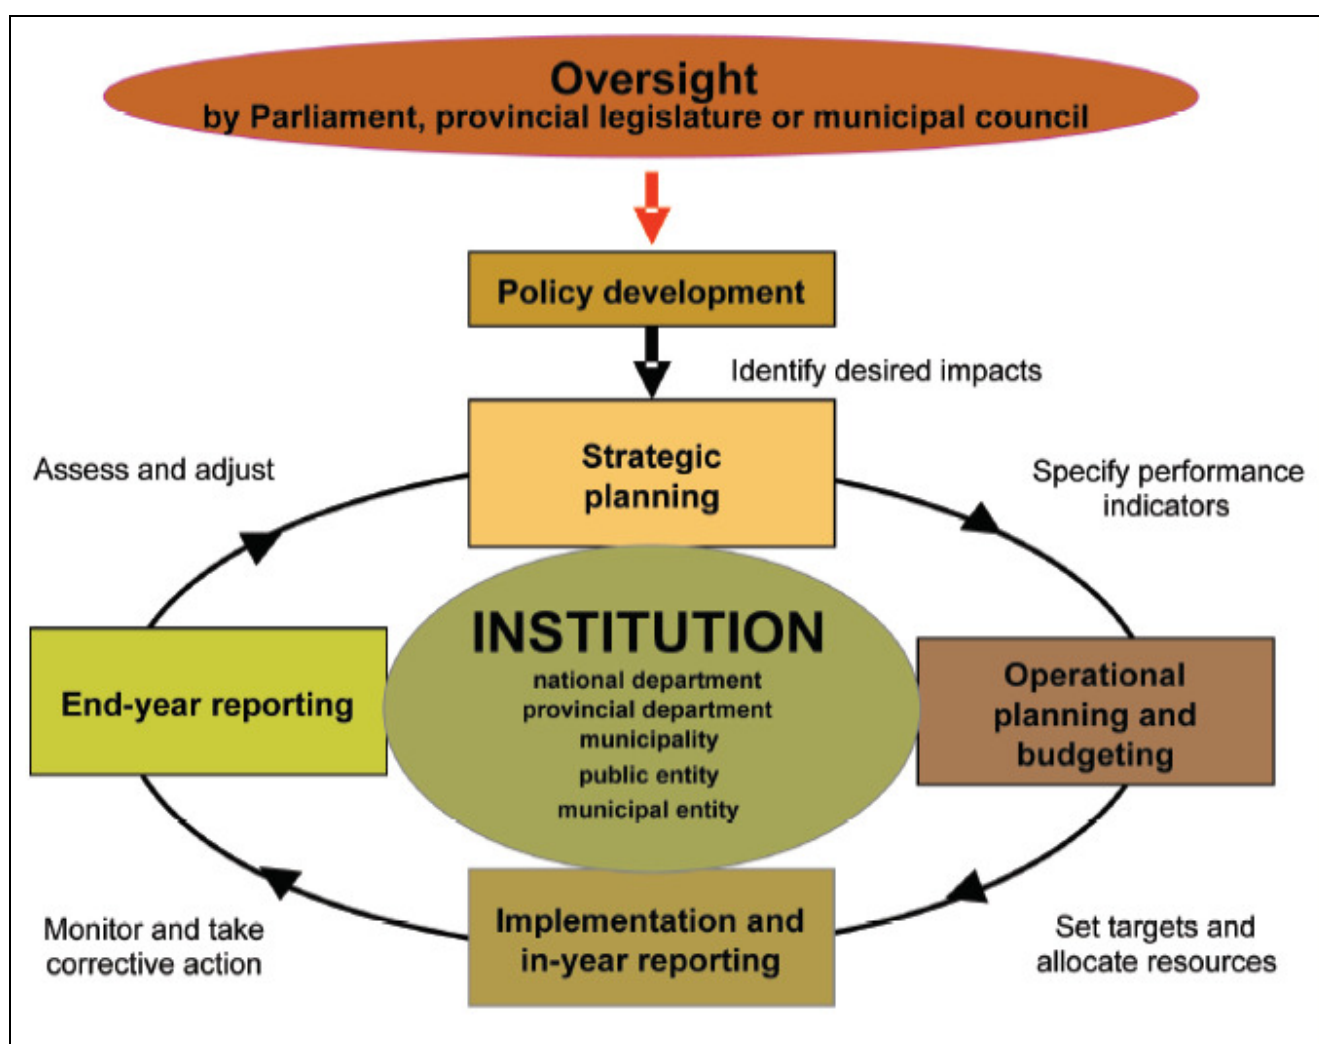 Oversight
by Parliament, provincial legislature or municipal council
Policy development
Identify desired impacts
Strategic
planning
Assess and adjust
Specify performance
indicators
INSTITUTION
national department
provincial department
municipality
public entity
municipal entity
End-year reporting
Operational
planning and
budgeting
Implementation and
in-year reporting
Monitor and take
corrective action
Set targets and
allocate resources